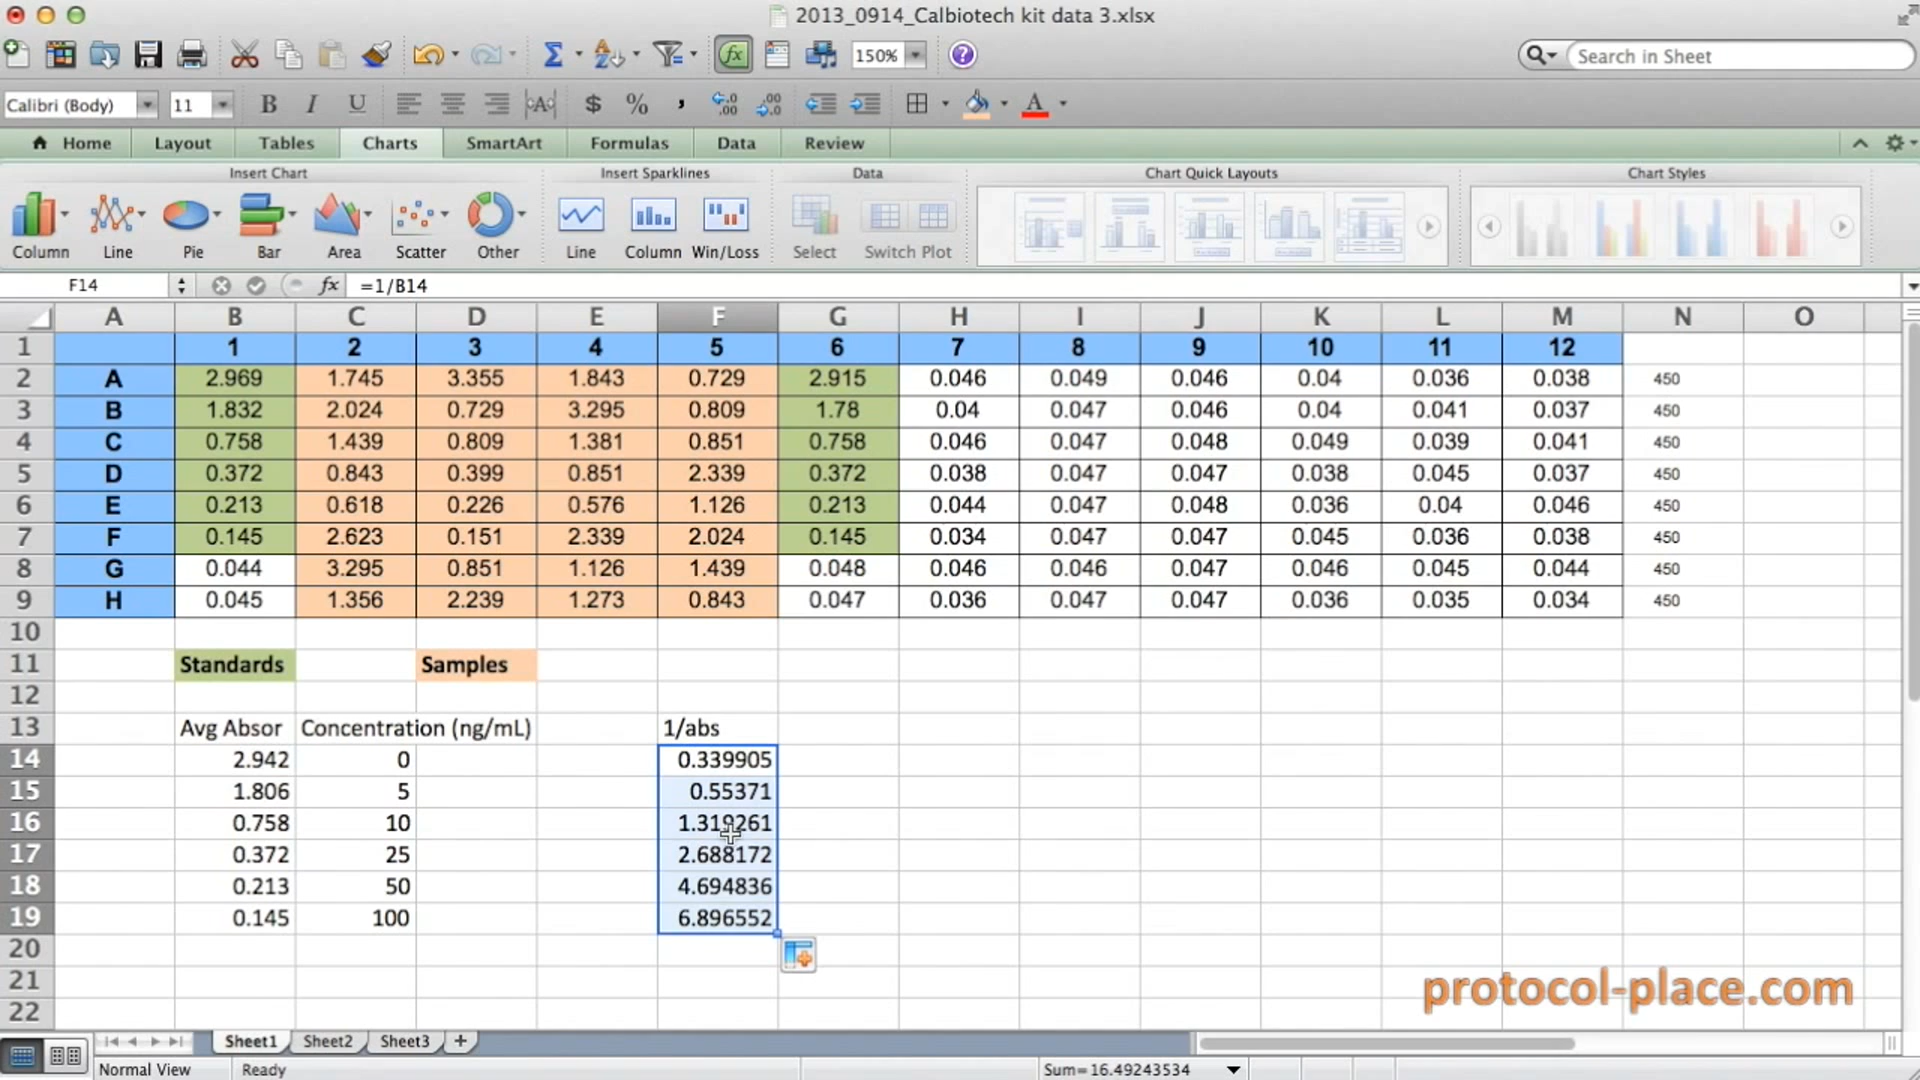 2013_0914_Calbiotech kit data 3.xlsx
150% Search in Sheet
Calibri (Body) 11 B I U A $ % , .0 .00 .00 .0 A
Home Layout Tables Charts SmartArt Formulas Data Review
Insert Chart Insert Sparklines Data Chart Quick Layouts Chart Styles
Column Line Pie Bar Area Scatter Other Line Column Win/Loss Select Switch Plot
F14 fx =1/B14
A B C D E F G H I J K L M N O
1 1 2 3 4 5 6 7 8 9 10 11 12
2 A 2.969 1.745 3.355 1.843 0.729 2.915 0.046 0.049 0.046 0.04 0.036 0.038 450
3 B 1.832 2.024 0.729 3.295 0.809 1.78 0.04 0.047 0.046 0.04 0.041 0.037 450
4 C 0.758 1.439 0.809 1.381 0.851 0.758 0.046 0.047 0.048 0.049 0.039 0.041 450
5 D 0.372 0.843 0.399 0.851 2.339 0.372 0.038 0.047 0.047 0.038 0.045 0.037 450
6 E 0.213 0.618 0.226 0.576 1.126 0.213 0.044 0.047 0.048 0.036 0.04 0.046 450
7 F 0.145 2.623 0.151 2.339 2.024 0.145 0.034 0.047 0.047 0.045 0.036 0.038 450
8 G 0.044 3.295 0.851 1.126 1.439 0.048 0.046 0.046 0.047 0.046 0.045 0.044 450
9 H 0.045 1.356 2.239 1.273 0.843 0.047 0.036 0.047 0.047 0.036 0.035 0.034 450
10
11 Standards Samples
12
13 Avg Absor Concentration (ng/mL) 1/abs
14 2.942 0 0.339905
15 1.806 5 0.55371
16 0.758 10 1.319261
17 0.372 25 2.688172
18 0.213 50 4.694836
19 0.145 100 6.896552
20
21
22
protocol-place.com
Sheet1 Sheet2 Sheet3
Normal View Ready Sum=16.49243534